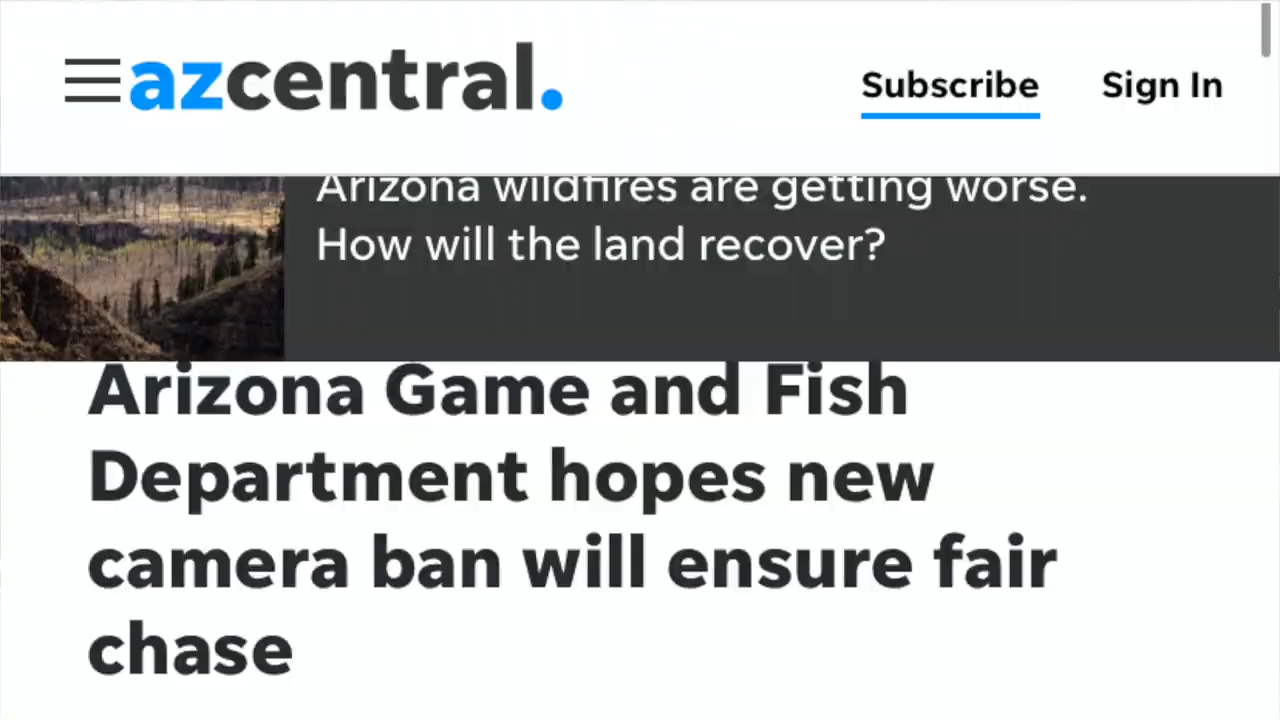 azcentral.
Subscribe
Sign In
Arizona wildfires are getting worse.
How will the land recover?
Arizona Game and Fish
Department hopes new
camera ban will ensure fair
chase